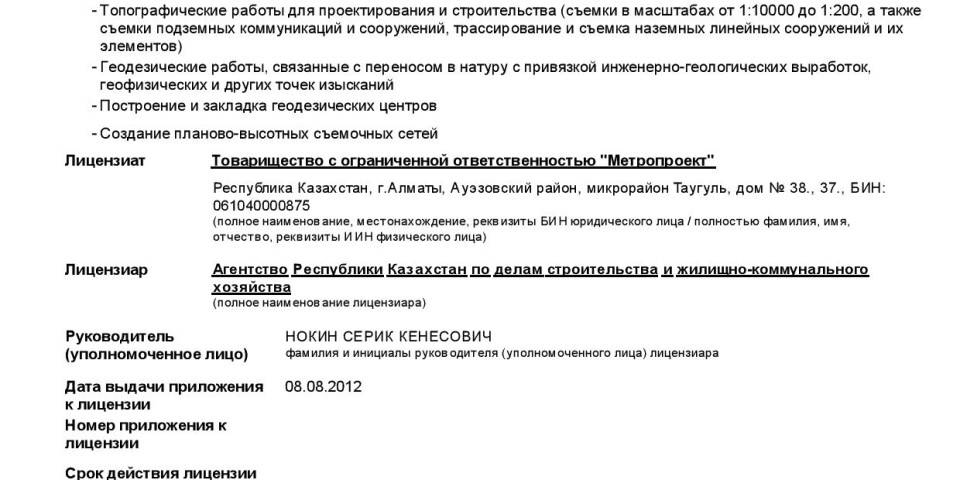 - Топографические работы для проектирования и строительства (съемки в масштабах от 1:10000 до 1:200, а также
съемки подземных коммуникаций и сооружений, трассирование и съемка наземных линейных сооружений и их
элементов)
- Геодезические работы, связанные с переносом в натуру с привязкой инженерно-геологических выработок,
геофизических и других точек изысканий
- Построение и закладка геодезических центров
- Создание планово-высотных съемочных сетей
Лицензиат Товарищество с ограниченной ответственностью "Метропроект"
Республика Казахстан, г.Алматы, Ауэзовский район, микрорайон Таугуль, дом № 38., 37., БИН:
061040000875
(полное наименование, местонахождение, реквизиты БИН юридического лица / полностью фамилия, имя,
отчество, реквизиты ИИН физического лица)
Лицензиар Агентство Республики Казахстан по делам строительства и жилищно-коммунального
хозяйства
(полное наименование лицензиара)
Руководитель НОКИН СЕРИК КЕНЕСОВИЧ
(уполномоченное лицо) фамилия и инициалы руководителя (уполномоченного лица) лицензиара
Дата выдачи приложения 08.08.2012
к лицензии
Номер приложения к
лицензии
Срок действия лицензии